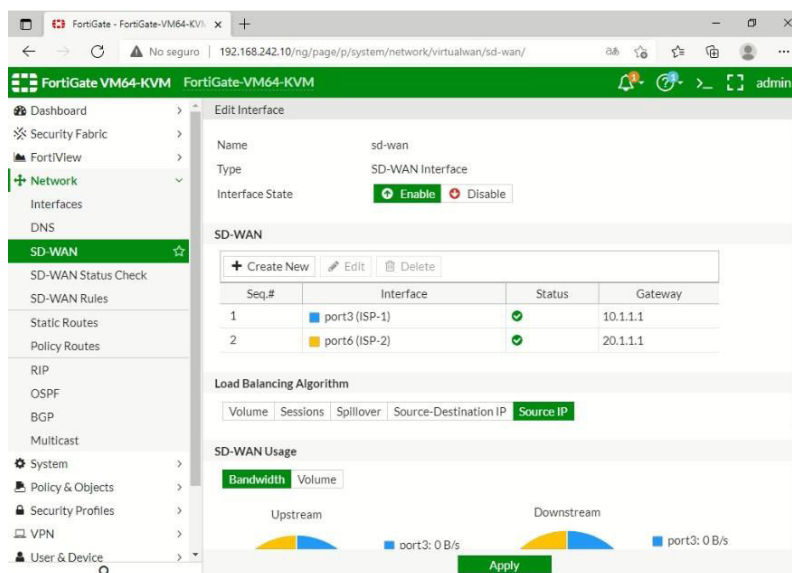 FortiGate - FortiGate-VM64-KVM
No seguro
192.168.242.10/ng/page/p/system/network/virtualwan/sd-wan/
FortiGate VM64-KVM
FortiGate-VM64-KVM
1
admin
Dashboard
Security Fabric
FortiView
Network
Interfaces
DNS
SD-WAN
SD-WAN Status Check
SD-WAN Rules
Static Routes
Policy Routes
RIP
OSPF
BGP
Multicast
System
Policy & Objects
Security Profiles
VPN
User & Device
Edit Interface
Name sd-wan
Type SD-WAN Interface
Interface State Enable Disable
SD-WAN
Create New Edit Delete
Seq.# Interface Status Gateway
1 port3 (ISP-1) 10.1.1.1
2 port6 (ISP-2) 20.1.1.1
Load Balancing Algorithm
Volume Sessions Spillover Source-Destination IP Source IP
SD-WAN Usage
Bandwidth Volume
Upstream Downstream
port3: 0 B/s port3: 0 B/s
Apply